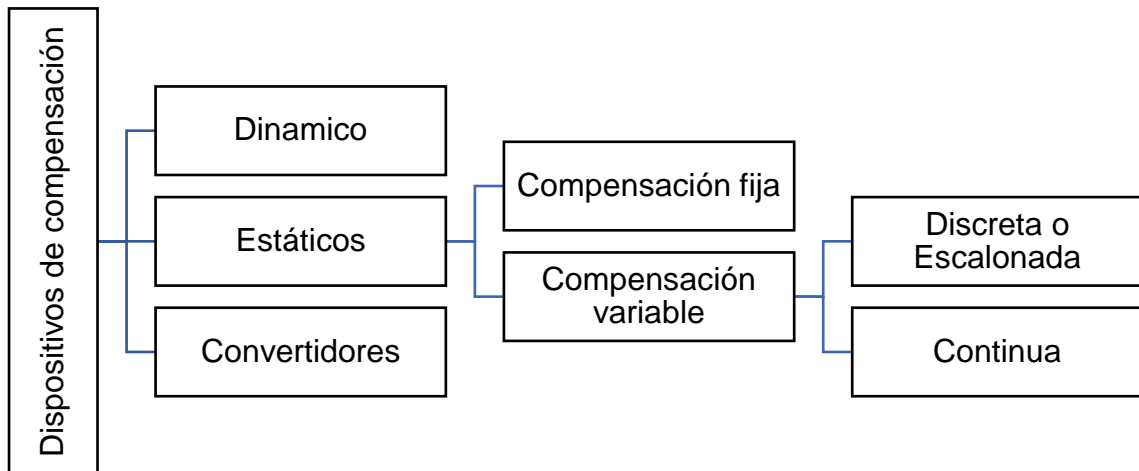 Dispositivos de compensación
Dinamico
Estáticos
Convertidores
Compensación fija
Compensación
variable
Discreta o
Escalonada
Continua